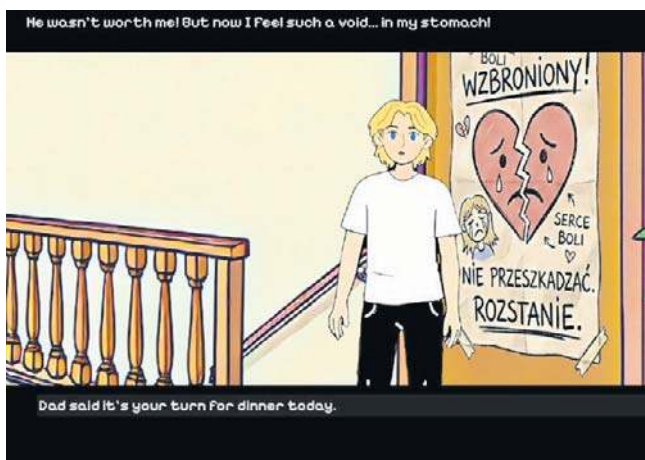 He wasn't worth me! But now I feel such a void... in my stomach!
BOLI
WZBRONIONY!
SERCE
BOLI
NIE PRZESZKADZAĆ.
ROZSTANIE.
Dad said it's your turn for dinner today.